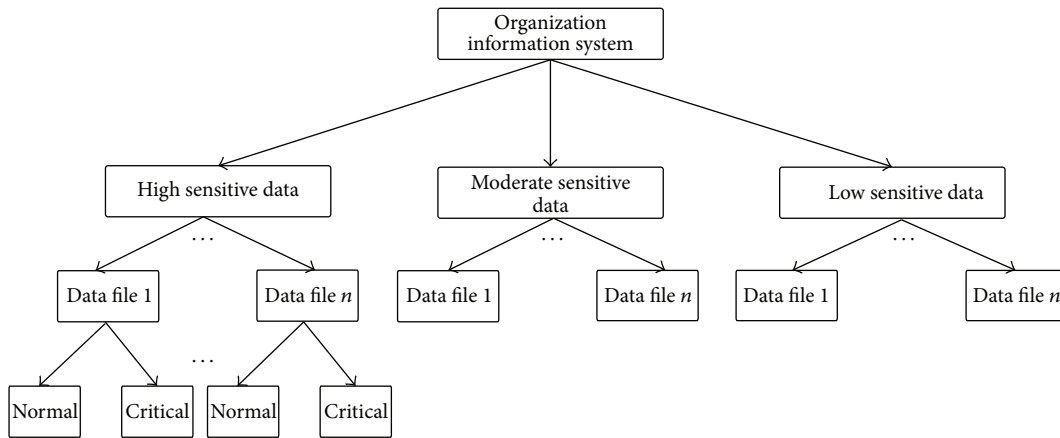 Organization
information system
High sensitive data
Moderate sensitive
data
Low sensitive data
...
...
...
Data file 1
Data file n
Data file 1
Data file n
Data file 1
Data file n
...
Normal
Critical
Normal
Critical